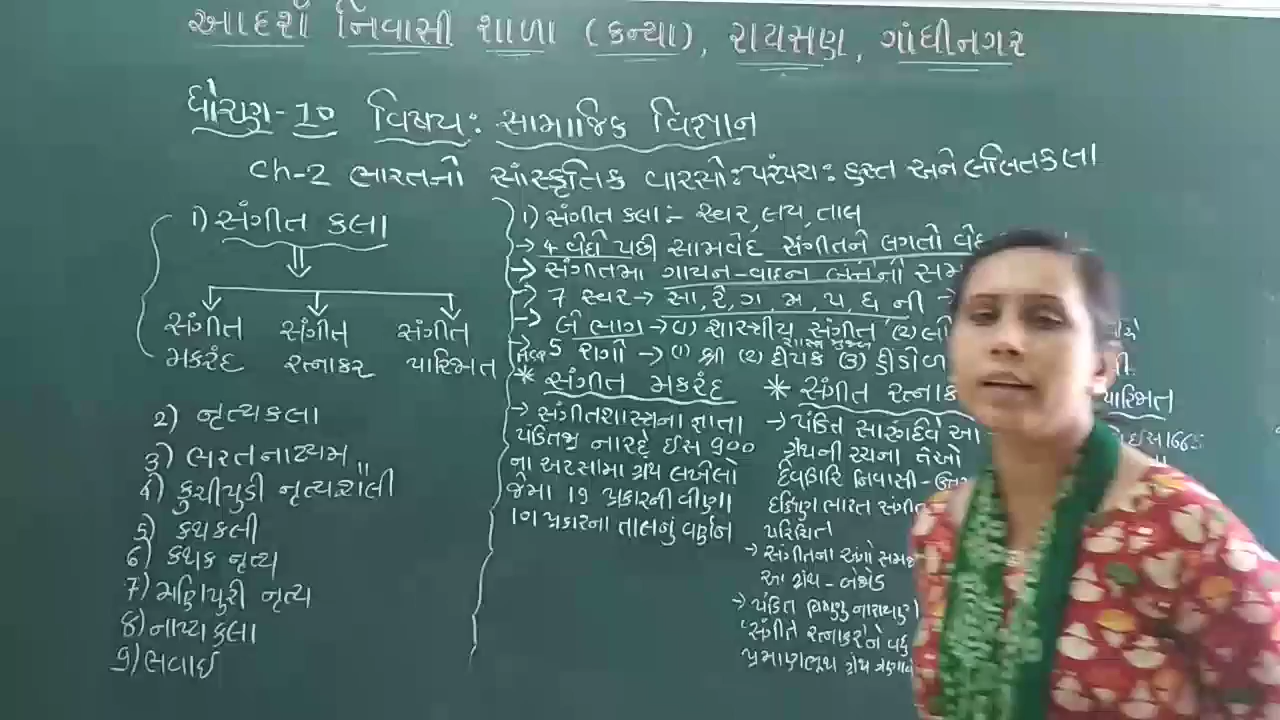 આદર્શ નિવાસી શાળા (કન્યા), રાયસણ, ગાંધીનગર
ધોરણ-10 વિષય: સામાજિક વિજ્ઞાન
ch-2 ભારતનો સાંસ્કૃતિક વારસો: પરંપરા: હસ્ત અને લલિતકલા
1) સંગીત કલા
સંગીત મકરંદ
સંગીત રત્નાકર
સંગીત પારિજાત
2) નૃત્યકલા
3) ભરતનાટ્યમ
4) કુચીપુડી નૃત્યશૈલી
5) કથકલી
6) કથક નૃત્ય
7) મણિપુરી નૃત્ય
8) નાટ્યકલા
9) ભવાઈ
1) સંગીત કલા :- સ્વર, લય, તાલ
→ 4 વેદો પછી સામવેદ સંગીતને લગતો વેદ
→ સંગીતમાં ગાયન-વાદન બંનેની
→ 7 સ્વર → સા, રે, ગ, મ, પ, ધ, ની
→ બે ભાગ → (1) શાસ્ત્રીય સંગીત (2)
5 રાગો → (1) શ્રી (2) દીપક (3) હીંડોળ
* સંગીત મકરંદ
→ સંગીતશાસ્ત્રના જ્ઞાતા
પંડિતજી નારદે ઈસ 900
ના અરસામાં ગ્રંથ લખેલો
જેમાં 19 પ્રકારની વીણા
101 પ્રકારના તાલનું વર્ણન
* સંગીત
→ પંડિત સારંગદેવે આ
ગ્રંથની રચના તેઓ
દેવગિરિ નિવાસી -
દક્ષિણ ભારત
પરિચિત
→ સંગીતના અંગો
આ ગ્રંથ - બેજોડ
→ પંડિત વિષ્ણુ નારાયણ
'સંગીત રત્નાકર'ને
પ્રમાણભૂત ગ્રંથ
પારિજાત